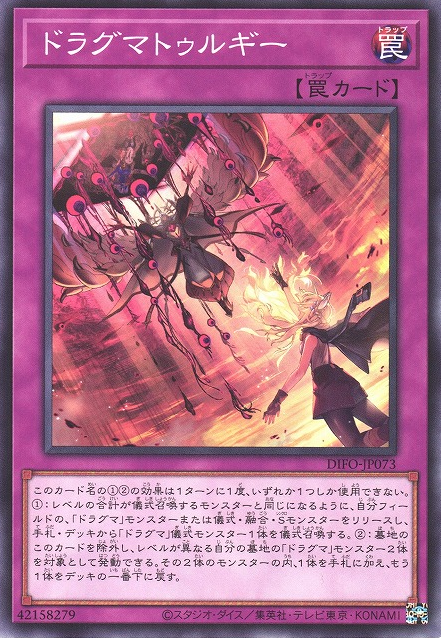 ドラグマトゥルギー
トラップ
罠
【罠カード】
トラップ
DIFO-JP073
このカード名の①②の効果は1ターンに1度、いずれか1つしか使用できない。
①：レベルの合計が儀式召喚するモンスターと同じになるように、自分フィ
ールドの、「ドラグマ」モンスターまたは儀式・融合・Sモンスターをリリースし、
手札・デッキから「ドラグマ」儀式モンスター1体を儀式召喚する。②：墓地の
このカードを除外し、レベルが異なる自分の墓地の「ドラグマ」モンスター2体
を対象として発動できる。その2体のモンスターの内、1体を手札に加え、もう
1体をデッキの一番下に戻す。
42158279
©スタジオ・ダイス/集英社・テレビ東京・KONAMI